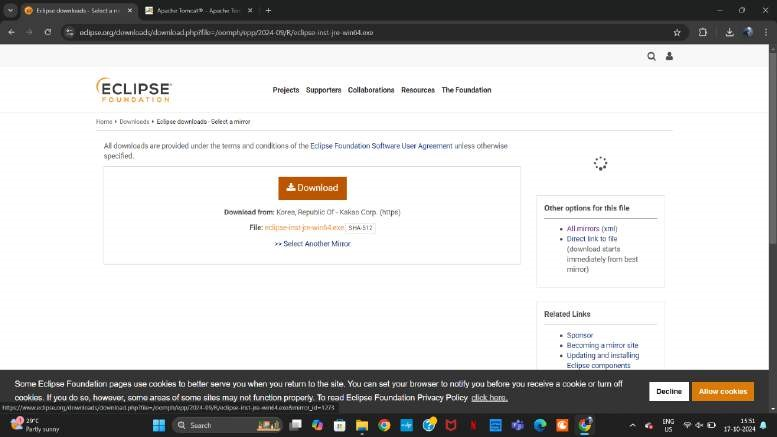 Eclipse downloads - Select a mi
Apache Tomcat® - Apache Tom
eclipse.org/downloads/download.php?file=/oomph/epp/2024-09/R/eclipse-inst-jre-win64.exe
ECLIPSE
FOUNDATION
Projects Supporters Collaborations Resources The Foundation
Home Downloads Eclipse downloads - Select a mirror
All downloads are provided under the terms and conditions of the Eclipse Foundation Software User Agreement unless otherwise
specified.
Download
Download from: Korea, Republic Of - Kakao Corp. (https)
File: eclipse-inst-jre-win64.exe SHA-512
>> Select Another Mirror
Other options for this file
All mirrors (xml)
Direct link to file
(download starts
immediately from best
mirror)
Related Links
Sponsor
Becoming a mirror site
Updating and installing
Eclipse components
Some Eclipse Foundation pages use cookies to better serve you when you return to the site. You can set your browser to notify you before you receive a cookie or turn off
cookies. If you do so, however, some areas of some sites may not function properly. To read Eclipse Foundation Privacy Policy click here.
Decline
Allow cookies
https://www.eclipse.org/downloads/download.php?file=/oomph/epp/2024-09/R/eclipse-inst-jre-win64.exe&mirror_id=1273
29°C
Partly sunny
Search
ENG
US
15:51
17-10-2024